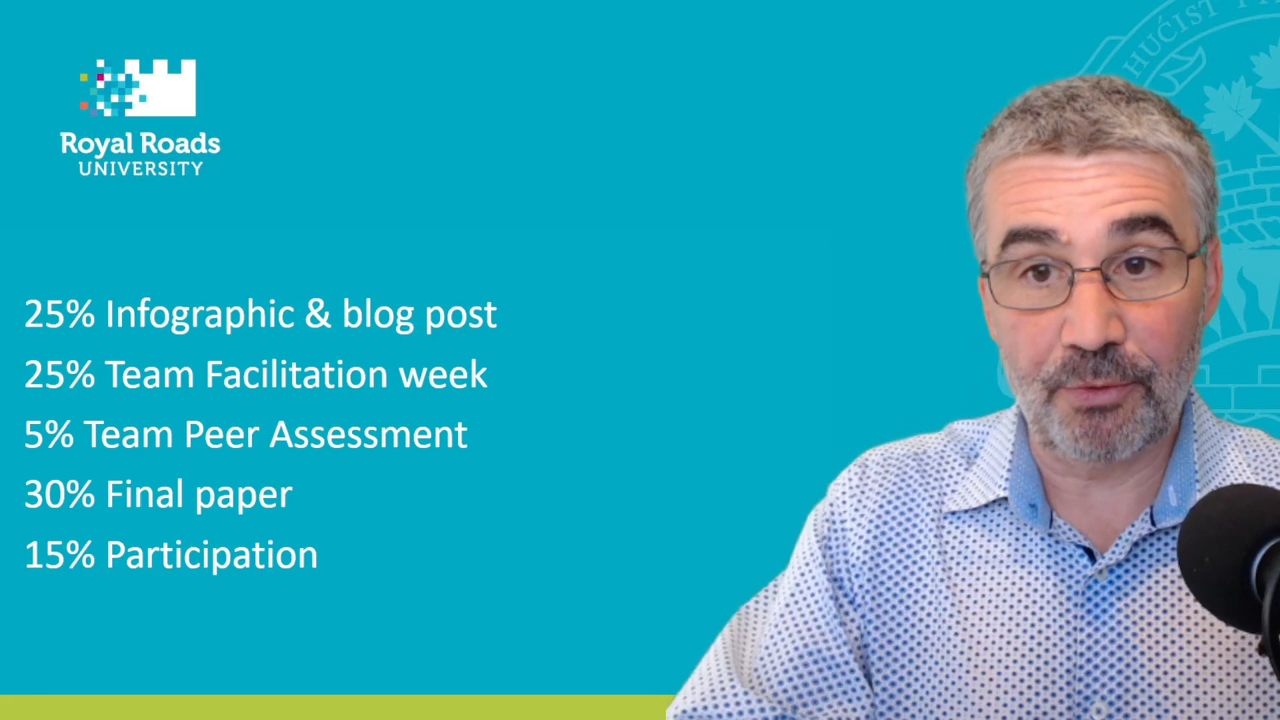 HUĆIST P
Royal Roads
UNIVERSITY
25% Infographic & blog post
25% Team Facilitation week
5% Team Peer Assessment
30% Final paper
15% Participation